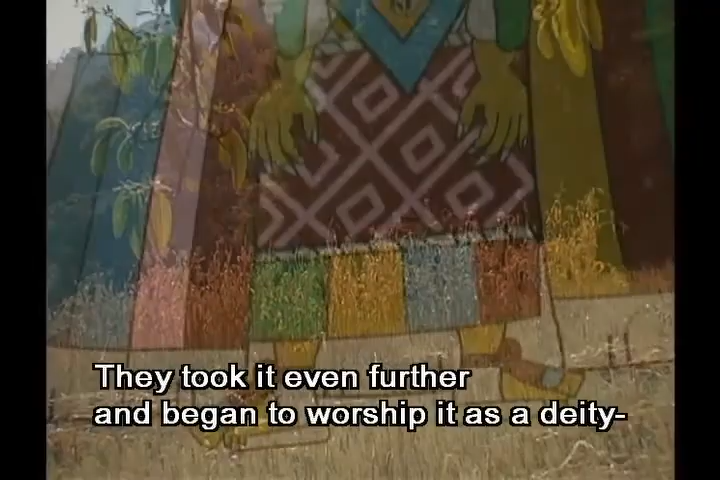 They took it even further
and began to worship it as a deity-